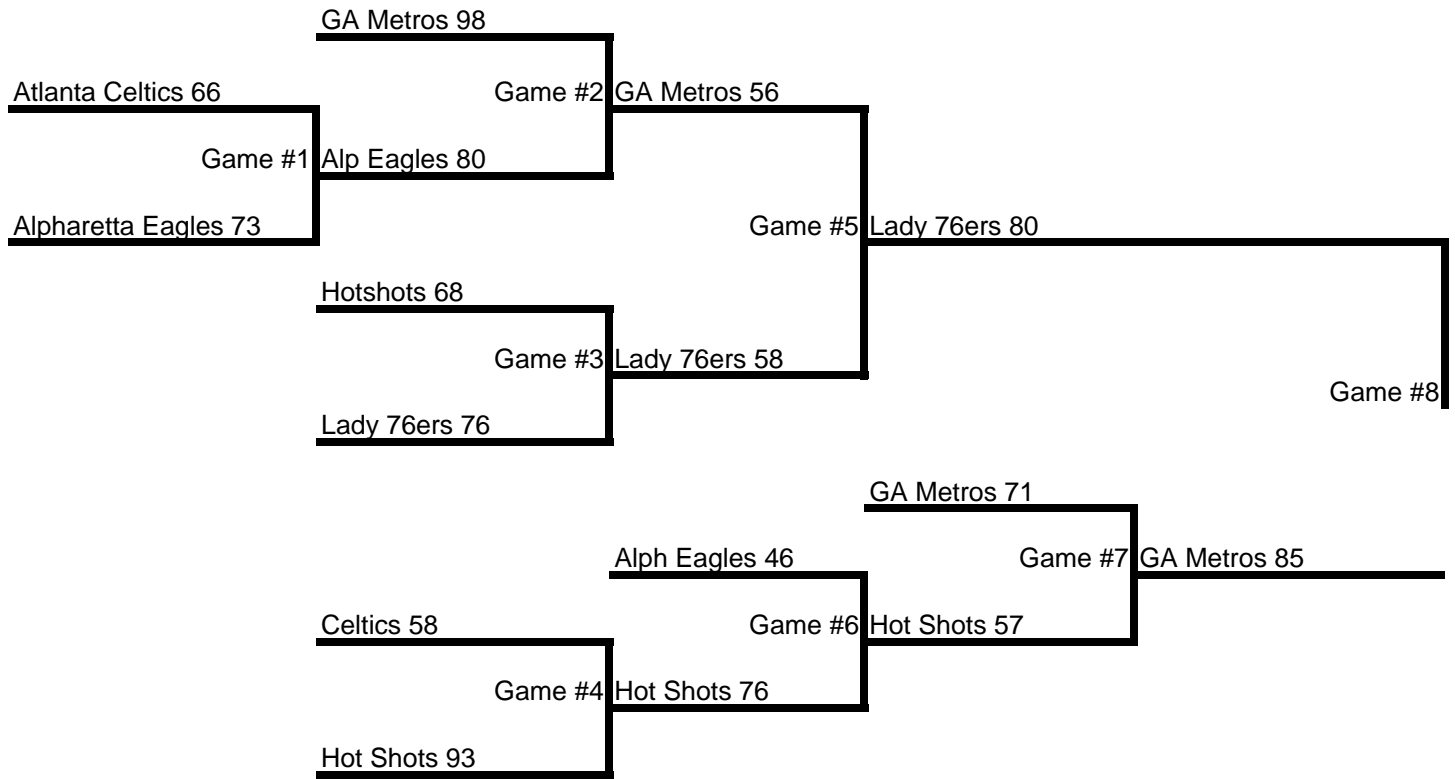 GA Metros 98
Atlanta Celtics 66
Game #2
GA Metros 56
Game #1
Alp Eagles 80
Alpharetta Eagles 73
Game #5
Lady 76ers 80
Hotshots 68
Game #3
Lady 76ers 58
Game #8
Lady 76ers 76
GA Metros 71
Alph Eagles 46
Game #7
GA Metros 85
Celtics 58
Game #6
Hot Shots 57
Game #4
Hot Shots 76
Hot Shots 93